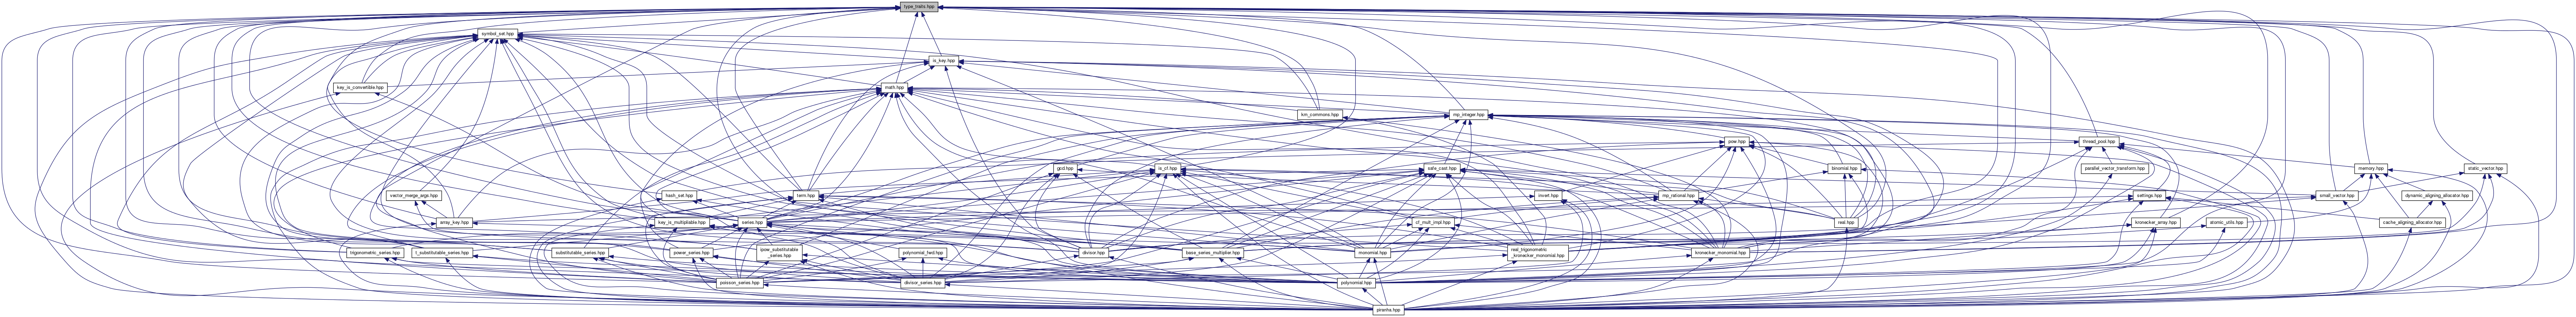 type_traits.hpp
symbol_set.hpp
is_key.hpp
key_is_convertible.hpp
math.hpp
km_commons.hpp
mp_integer.hpp
pow.hpp
thread_pool.hpp
gcd.hpp
is_cf.hpp
safe_cast.hpp
binomial.hpp
parallel_vector_transform.hpp
memory.hpp
static_vector.hpp
vector_merge_args.hpp
hash_set.hpp
term.hpp
invert.hpp
mp_rational.hpp
settings.hpp
small_vector.hpp
dynamic_aligning_allocator.hpp
array_key.hpp
key_is_multipliable.hpp
series.hpp
cf_mult_impl.hpp
real.hpp
kronecker_array.hpp
atomic_utils.hpp
cache_aligning_allocator.hpp
trigonometric_series.hpp
t_substitutable_series.hpp
substitutable_series.hpp
power_series.hpp
ipow_substitutable
_series.hpp
polynomial_fwd.hpp
divisor.hpp
base_series_multiplier.hpp
monomial.hpp
real_trigonometric
_kronecker_monomial.hpp
kronecker_monomial.hpp
poisson_series.hpp
divisor_series.hpp
polynomial.hpp
piranha.hpp